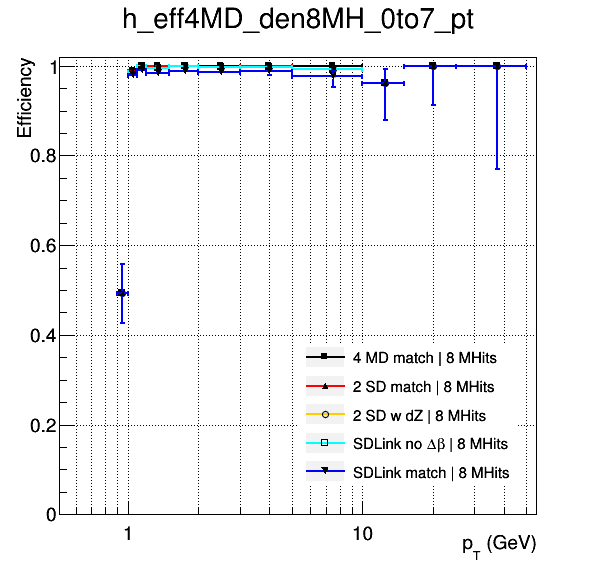 h_eff4MD_den8MH_0to7_pt
Efficiency
1
0.8
0.6
0.4
0.2
0
4 MD match | 8 MHits
2 SD match | 8 MHits
2 SD w dZ | 8 MHits
SDLink no Δβ | 8 MHits
SDLink match | 8 MHits
1
10
p_T (GeV)